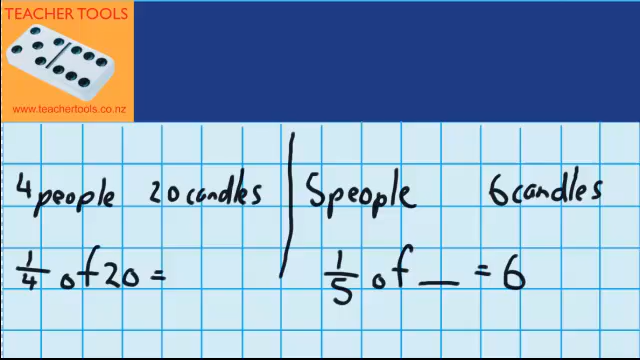 TEACHER TOOLS
www.teachertools.co.nz
4 people 20 candles
1/4 of 20 =
5 people 6 candles
1/5 of __ = 6